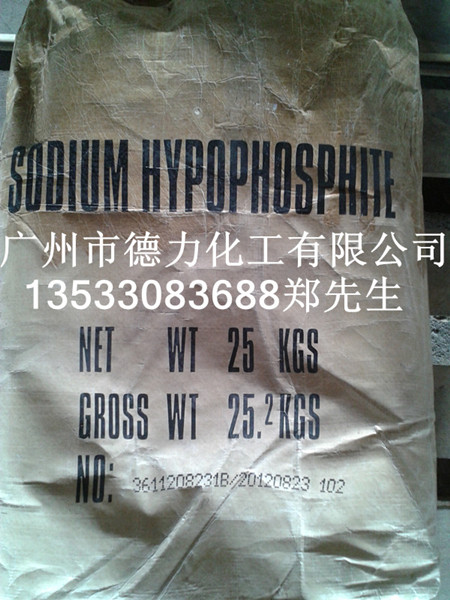 SODIUM HYPOPHOSPHITE
广州市德力化工有限公司
13533083688郑先生
NET WT 25 KGS
GROSS WT 25.2 KGS
NO: 3611208231B/20120823 102